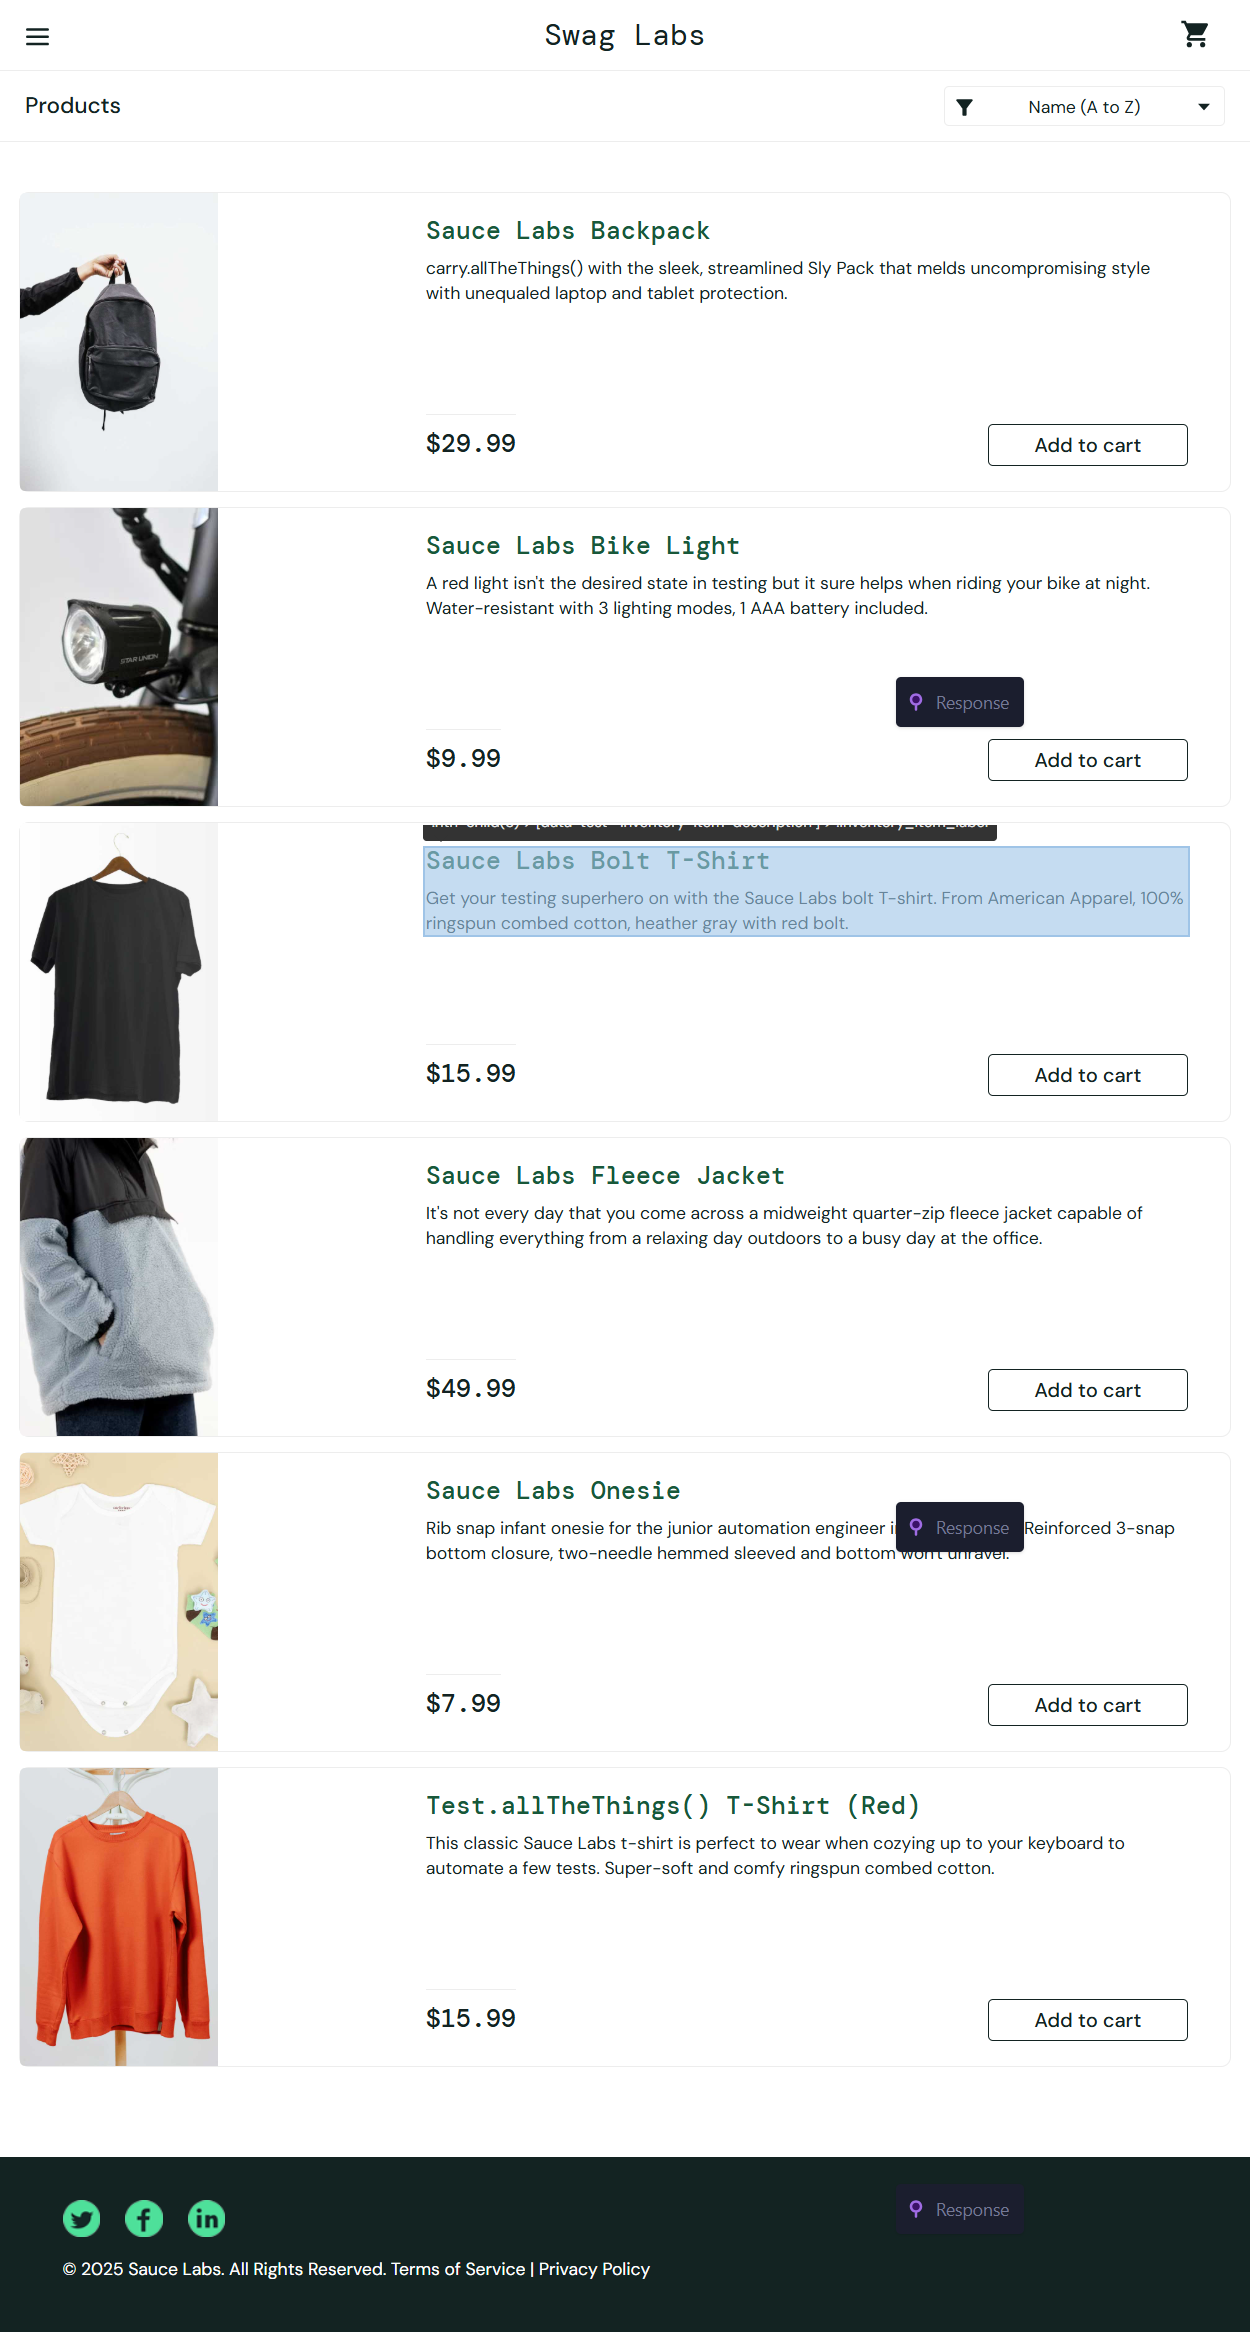 Swag Labs
Products
Name (A to Z)
Sauce Labs Backpack
carry.allTheThings() with the sleek, streamlined Sly Pack that melds uncompromising style
with unequaled laptop and tablet protection.
$29.99
Add to cart
STAR UNION
Sauce Labs Bike Light
A red light isn't the desired state in testing but it sure helps when riding your bike at night.
Water-resistant with 3 lighting modes, 1 AAA battery included.
Response
$9.99
Add to cart
Sauce Labs Bolt T-Shirt
Get your testing superhero on with the Sauce Labs bolt T-shirt. From American Apparel, 100%
ringspun combed cotton, heather gray with red bolt.
$15.99
Add to cart
Sauce Labs Fleece Jacket
It's not every day that you come across a midweight quarter-zip fleece jacket capable of
handling everything from a relaxing day outdoors to a busy day at the office.
$49.99
Add to cart
Sauce Labs Onesie
Rib snap infant onesie for the junior automation engineer Response Reinforced 3-snap
bottom closure, two-needle hemmed sleeved and bottom won't unravel.
$7.99
Add to cart
Test.allTheThings() T-Shirt (Red)
This classic Sauce Labs t-shirt is perfect to wear when cozying up to your keyboard to
automate a few tests. Super-soft and comfy ringspun combed cotton.
$15.99
Add to cart
Response
© 2025 Sauce Labs. All Rights Reserved. Terms of Service | Privacy Policy